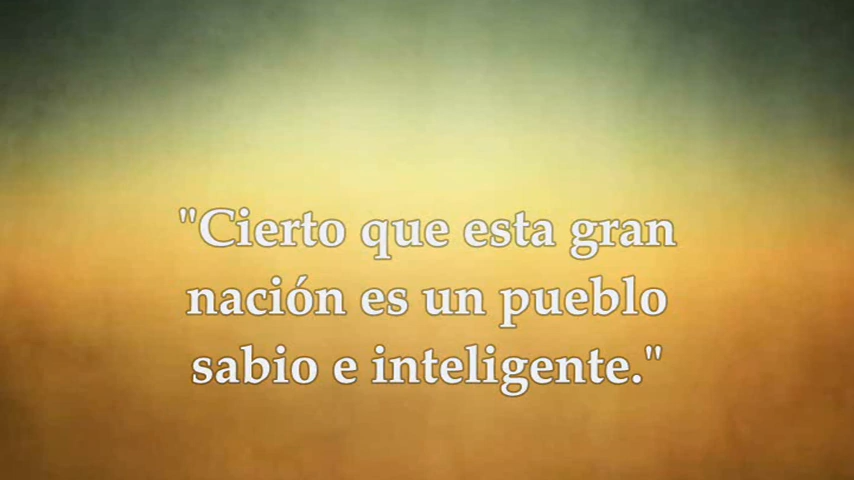 "Cierto que esta gran
nación es un pueblo
sabio e inteligente."